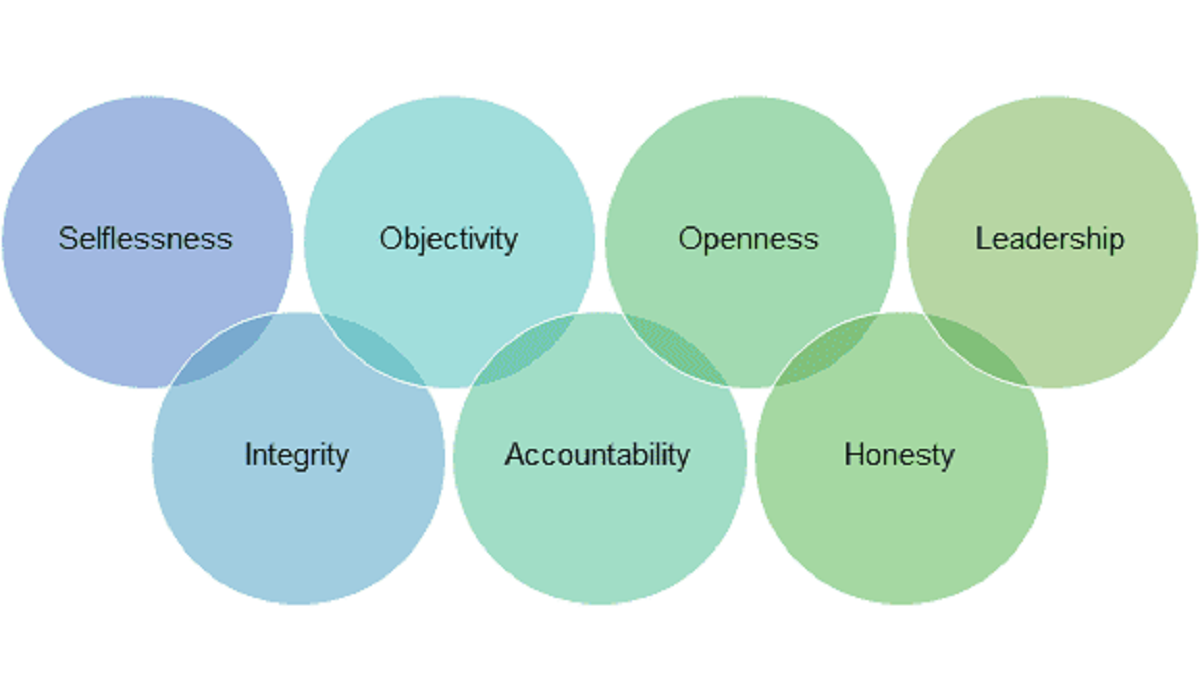 Selflessness
Objectivity
Openness
Leadership
Integrity
Accountability
Honesty